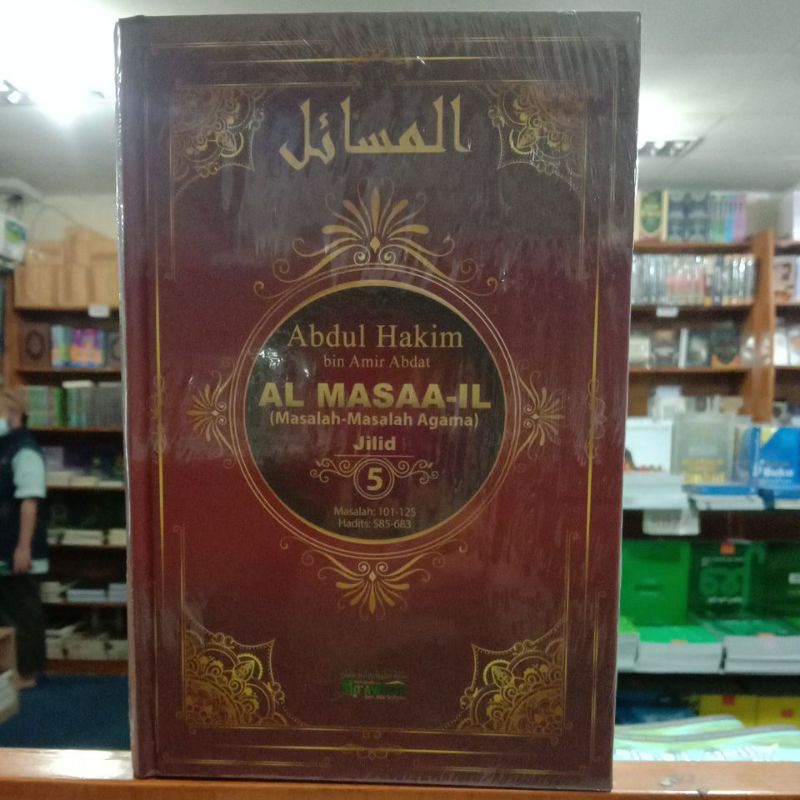 المسائل
Abdul Hakim
bin Amir Abdat
AL MASAA-IL
(Masalah-Masalah Agama)
Jilid
5
Masalah: 101-125
Hadits: 585-683